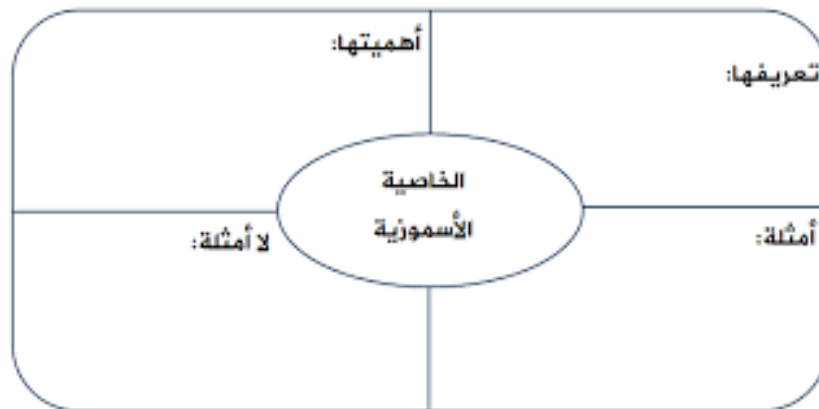 تعريفها:
أهميتها:
الخاصية
الأسموزية
أمثلة:
لا أمثلة: